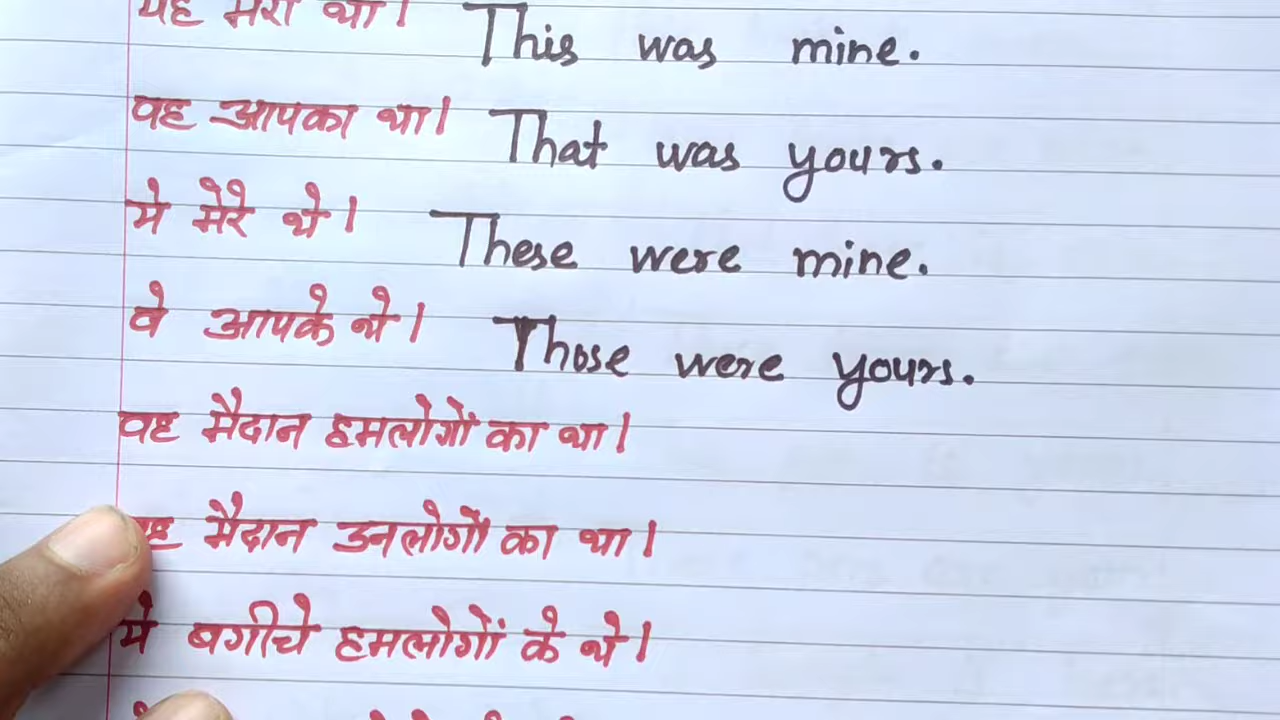 यह मेरा था। This was mine.
वह आपका था। That was yours.
ये मेरे थे। These were mine.
वे आपके थे। Those were yours.
वह मैदान हमलोगों का था।
मैदान उनलोगों का था।
ये बगीचे हमलोगों के थे।